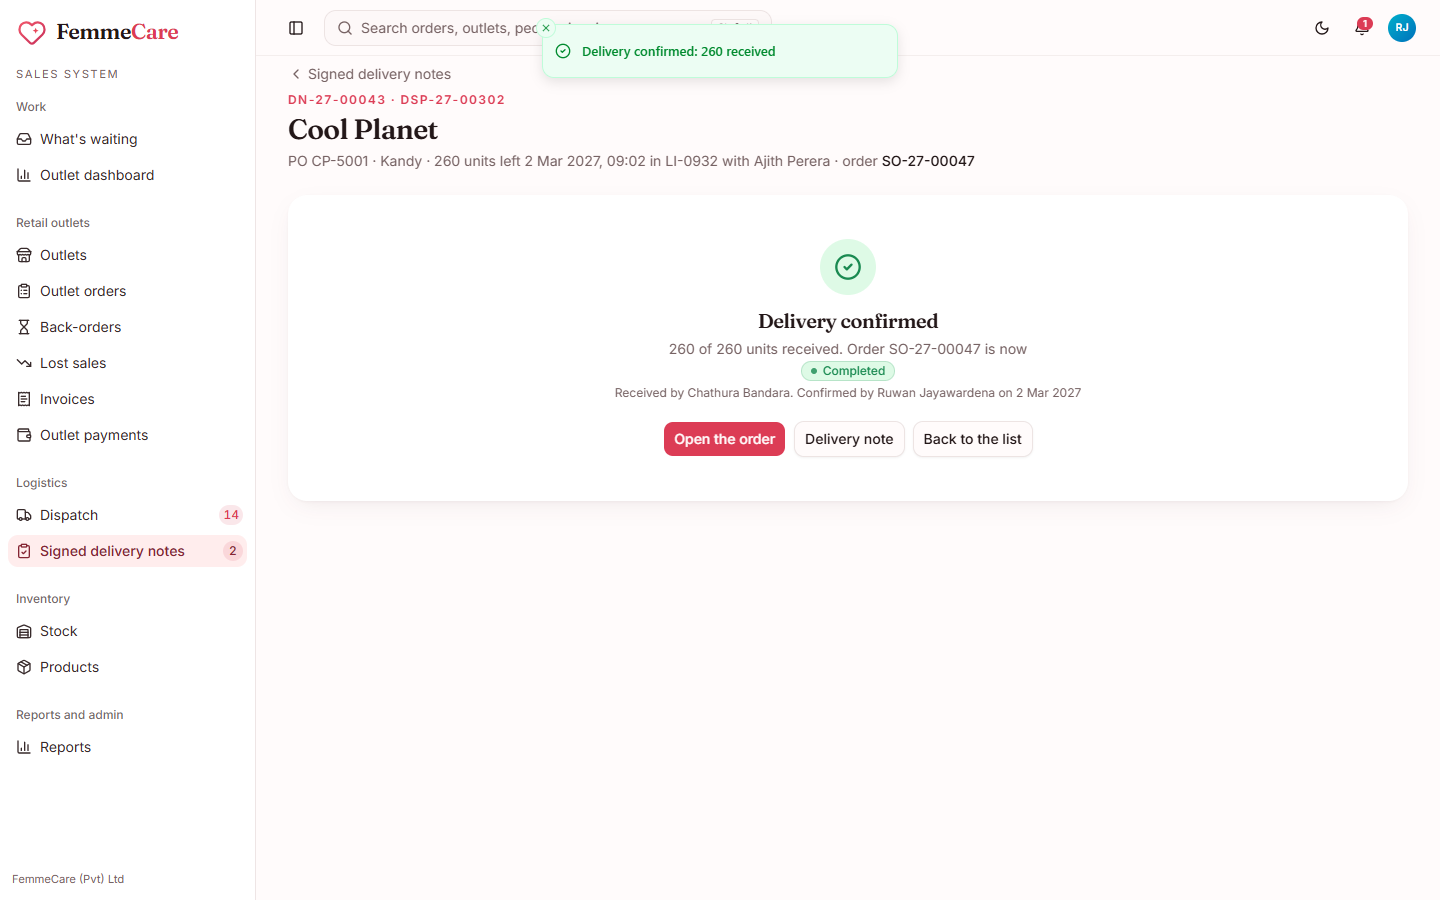 FemmeCare
SALES SYSTEM
Work
What's waiting
Outlet dashboard
Retail outlets
Outlets
Outlet orders
Back-orders
Lost sales
Invoices
Outlet payments
Logistics
Dispatch 14
Signed delivery notes 2
Inventory
Stock
Products
Reports and admin
Reports
FemmeCare (Pvt) Ltd
Search orders, outlets,
Delivery confirmed: 260 received
1
RJ
Signed delivery notes
DN-27-00043 · DSP-27-00302
Cool Planet
PO CP-5001 · Kandy · 260 units left 2 Mar 2027, 09:02 in LI-0932 with Ajith Perera · order SO-27-00047
Delivery confirmed
260 of 260 units received. Order SO-27-00047 is now
Completed
Received by Chathura Bandara. Confirmed by Ruwan Jayawardena on 2 Mar 2027
Open the order
Delivery note
Back to the list